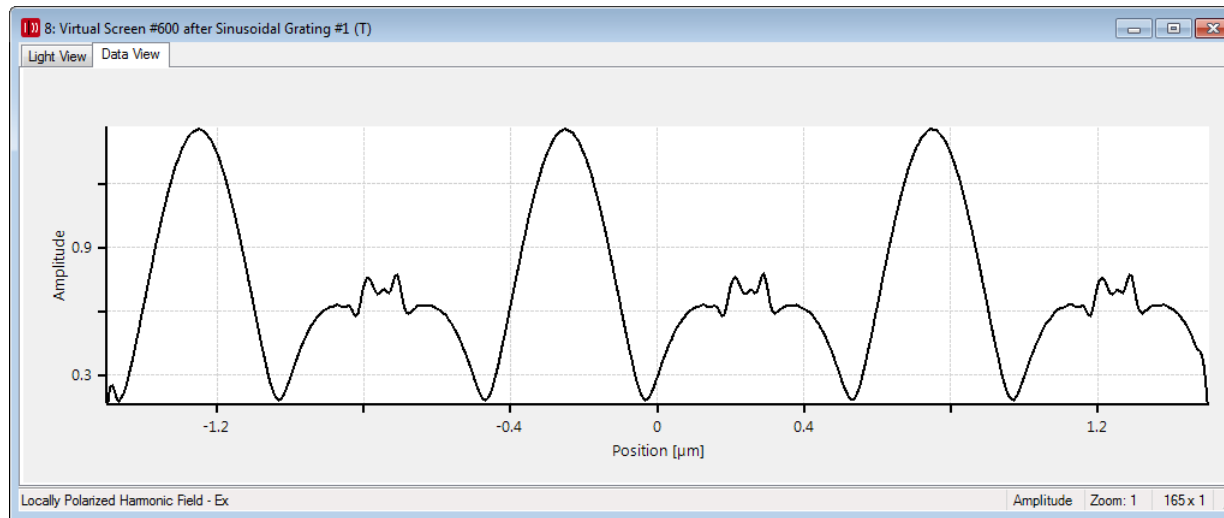 8: Virtual Screen #600 after Sinusoidal Grating #1 (T)
Light View Data View
Amplitude
0.9
0.3
-1.2 -0.4 0 0.4 1.2
Position [µm]
Locally Polarized Harmonic Field - Ex Amplitude Zoom: 1 165 x 1